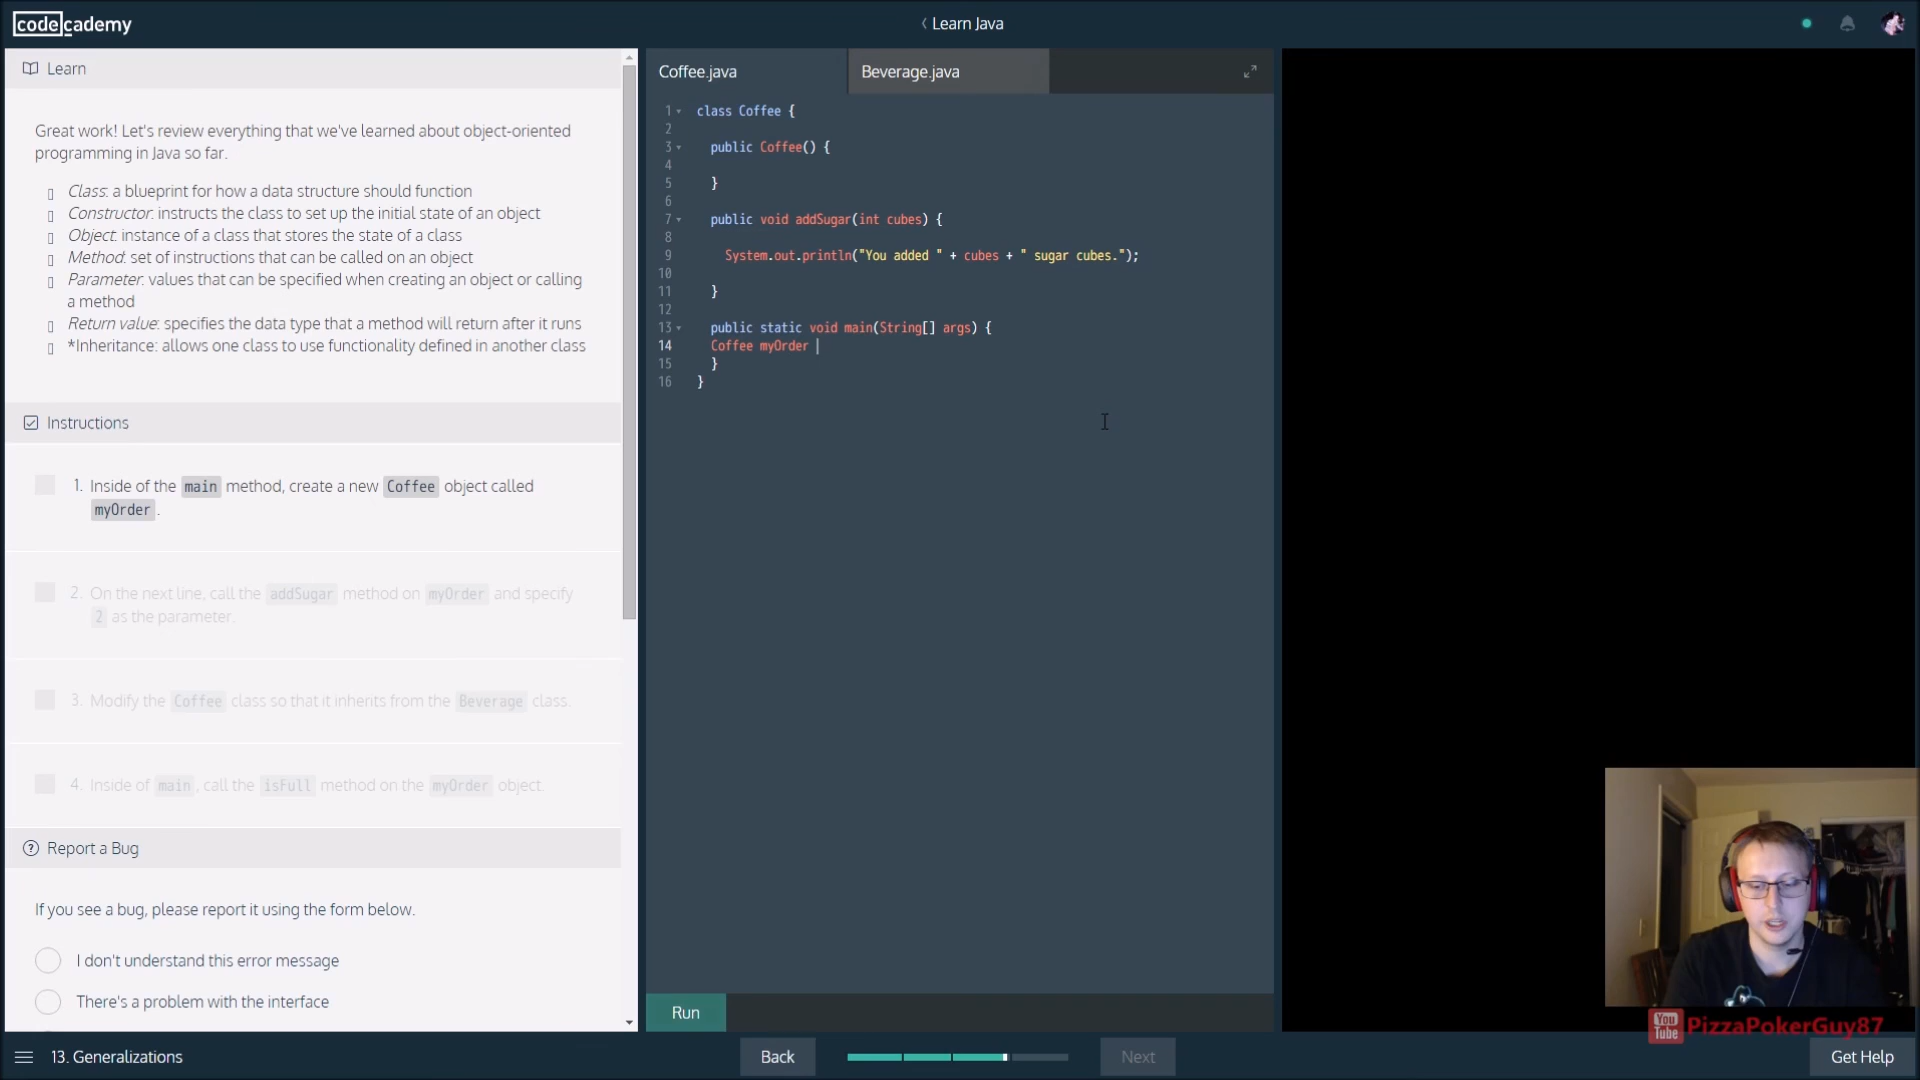 codecademy
Learn Java
Learn
Great work! Let's review everything that we've learned about object-oriented
programming in Java so far.
Class: a blueprint for how a data structure should function
Constructor: instructs the class to set up the initial state of an object
Object: instance of a class that stores the state of a class
Method: set of instructions that can be called on an object
Parameter: values that can be specified when creating an object or calling
a method
Return value: specifies the data type that a method will return after it runs
*Inheritance: allows one class to use functionality defined in another class
Instructions
1. Inside of the main method, create a new Coffee object called
myOrder.
2. On the next line, call the addSugar method on myOrder and specify
2 as the parameter.
3. Modify the Coffee class so that it inherits from the Beverage class.
4. Inside of main, call the isFull method on the myOrder object.
Report a Bug
If you see a bug, please report it using the form below.
I don't understand this error message
There's a problem with the interface
Coffee.java
Beverage.java
1 class Coffee {
2
3 public Coffee() {
4
5 }
6
7 public void addSugar(int cubes) {
8
9 System.out.println("You added " + cubes + " sugar cubes.");
10
11 }
12
13 public static void main(String[] args) {
14 Coffee myOrder
15 }
16 }
Run
You
Tube
PizzaPokerGuy87
13. Generalizations
Back
Next
Get Help